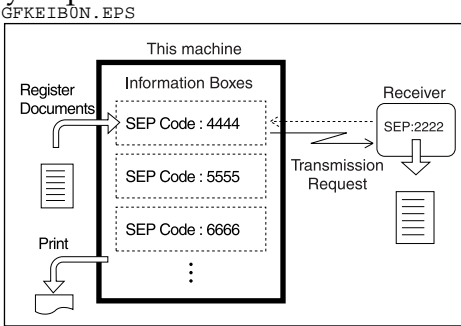 GFKEIB0N.EPS
This machine
Information Boxes
Register
Documents
SEP Code : 4444
SEP Code : 5555
SEP Code : 6666
Print
Receiver
SEP:2222
Transmission
Request